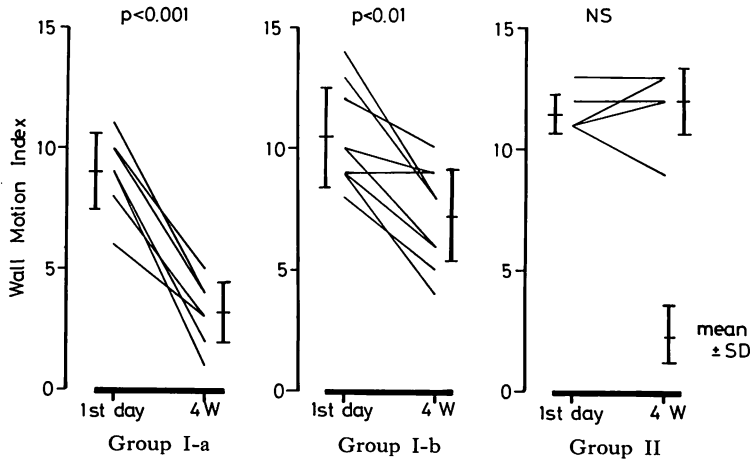 p<0.001
p<0.01
NS
15
10
5
0
Wall Motion Index
1st day
4 W
Group I-a
15
10
5
0
1st day
4 W
Group I-b
15
10
5
0
mean
± SD
1st day
4 W
Group II